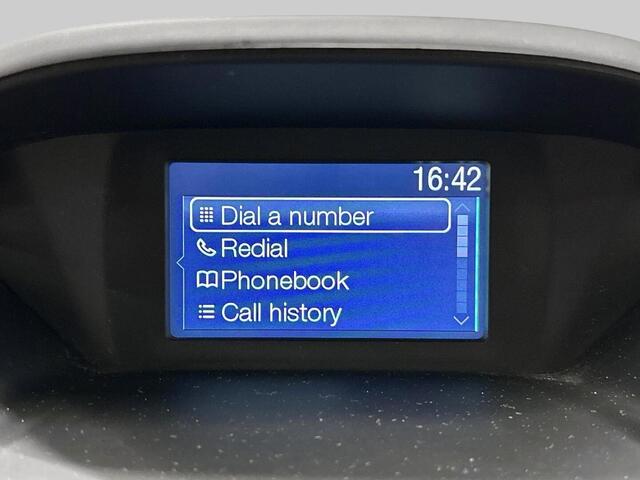 16:42
Dial a number
Redial
Phonebook
Call history